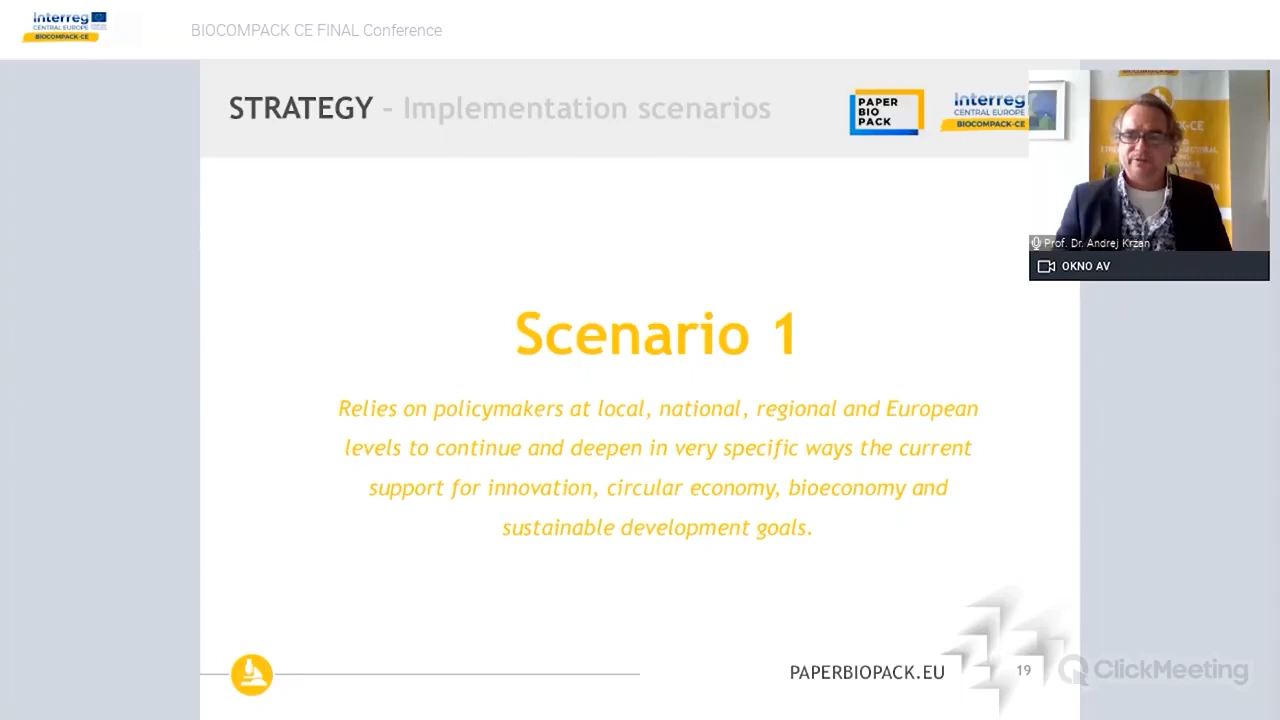 Interreg
CENTRAL EUROPE
BIOCOMPACK-CE
BIOCOMPACK CE FINAL Conference
STRATEGY – Implementation scenarios
PAPER
BIO
PACK
Interreg
CENTRAL EUROPE
BIOCOMPACK-CE
Prof. Dr. Andrej Kržan
OKNO AV
Scenario 1
Relies on policymakers at local, national, regional and European
levels to continue and deepen in very specific ways the current
support for innovation, circular economy, bioeconomy and
sustainable development goals.
PAPERBIOPACK.EU
19
ClickMeeting